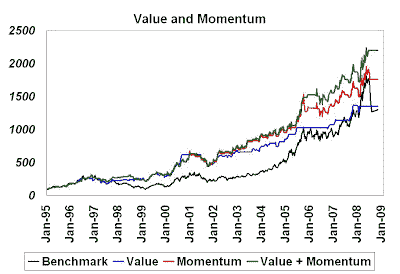 Value and Momentum
2500
2000
1500
1000
500
0
Jan-95
Jan-96
Jan-97
Jan-98
Jan-99
Jan-00
Jan-01
Jan-02
Jan-03
Jan-04
Jan-05
Jan-06
Jan-07
Jan-08
Jan-09
Benchmark Value Momentum Value + Momentum